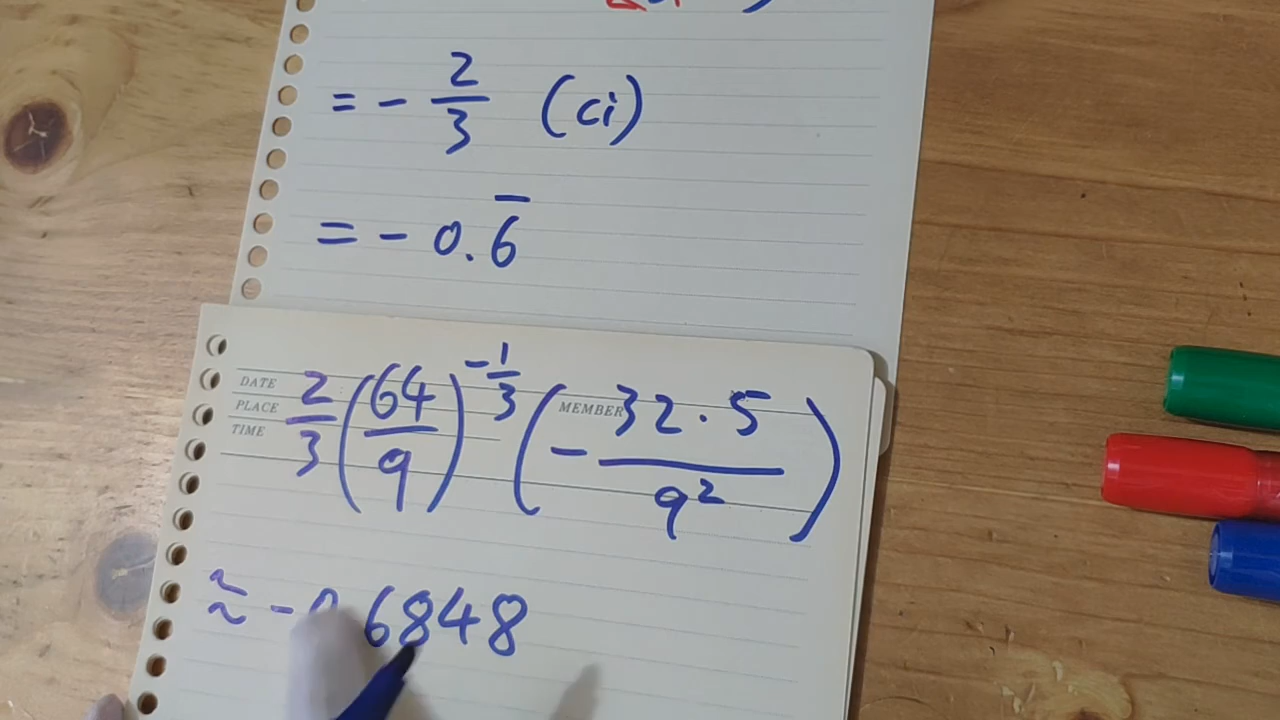 = - 2/3 (ci)
= - 0.6̅
DATE
PLACE
TIME
MEMBER
2/3 (64/9)^(-1/3) (- 32·5/9²)
≈ -0.6848